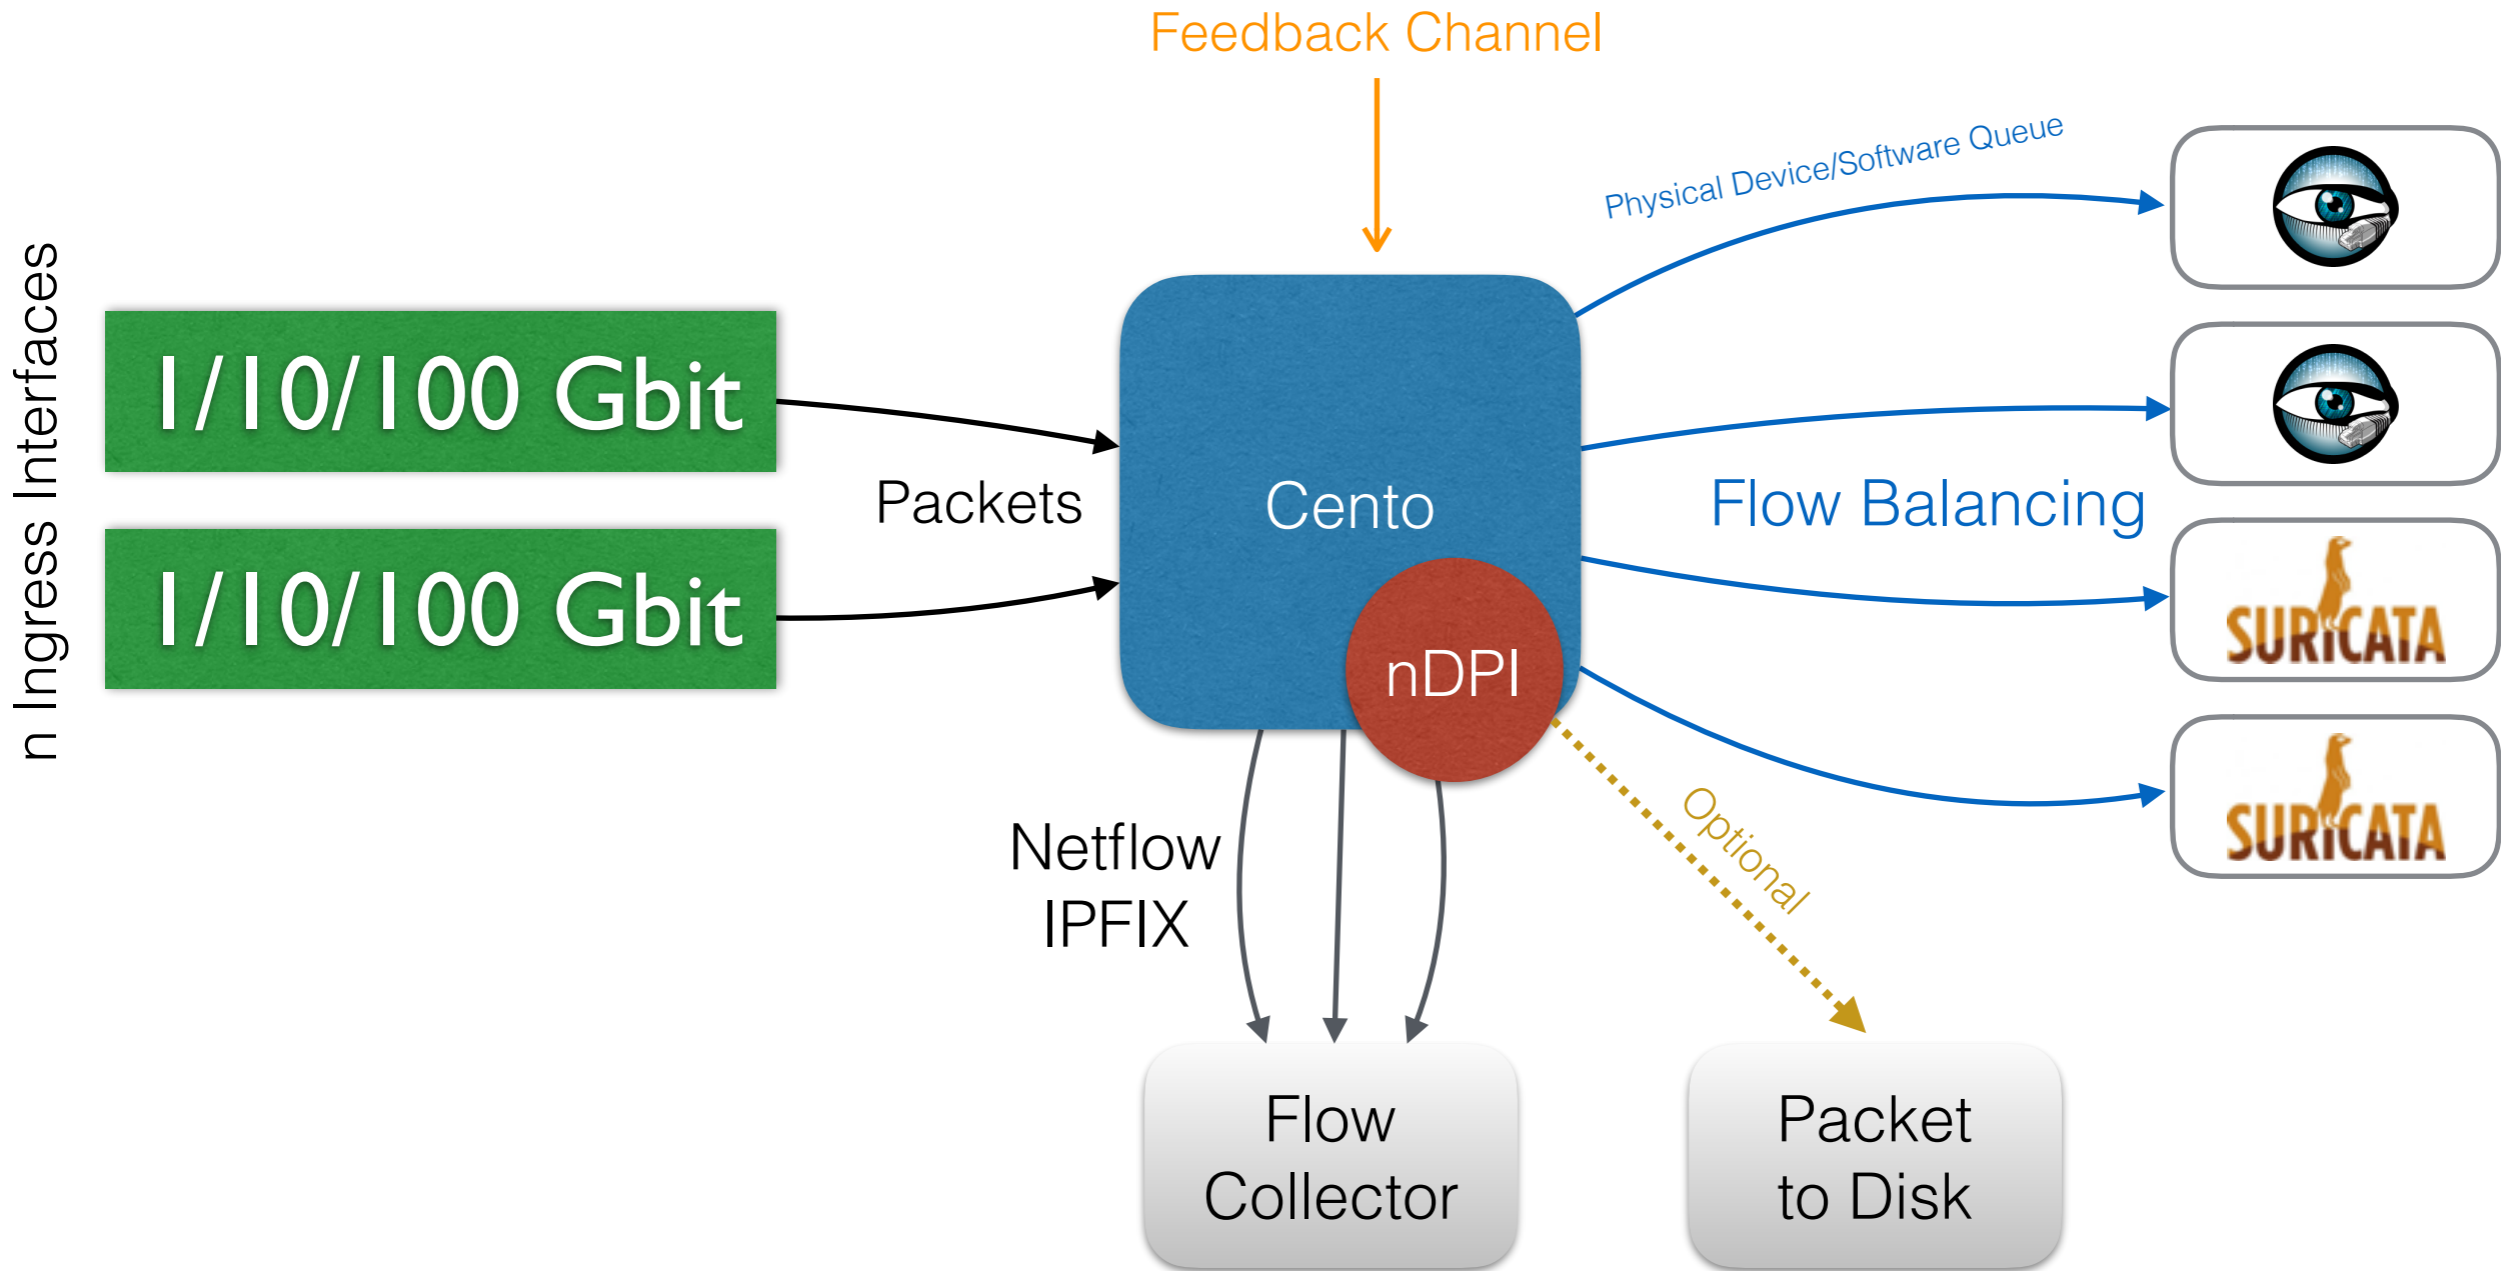 Feedback Channel
Physical Device/Software Queue
n Ingress Interfaces
1/10/100 Gbit
1/10/100 Gbit
Packets
Cento
nDPI
Flow Balancing
SURICATA
SURICATA
Netflow
IPFIX
Optional
Flow
Collector
Packet
to Disk